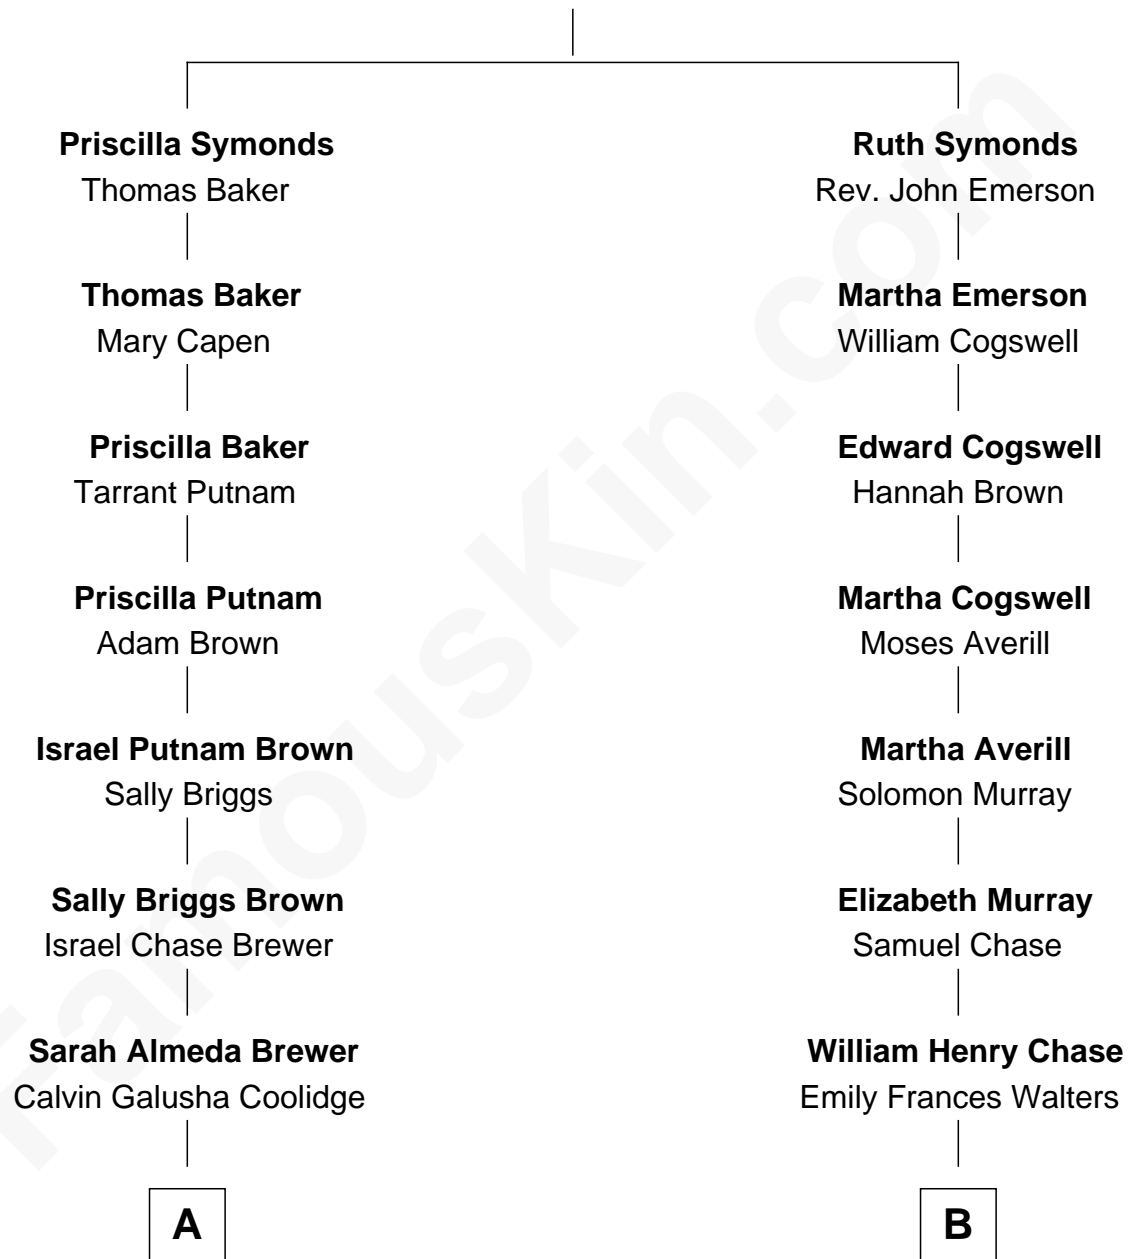 Priscilla Symonds
Thomas Baker
Thomas Baker
Mary Capen
Priscilla Baker
Tarrant Putnam
Priscilla Putnam
Adam Brown
Israel Putnam Brown
Sally Briggs
Sally Briggs Brown
Israel Chase Brewer
Sarah Almeda Brewer
Calvin Galusha Coolidge
A
Ruth Symonds
Rev. John Emerson
Martha Emerson
William Cogswell
Edward Cogswell
Hannah Brown
Martha Cogswell
Moses Averill
Martha Averill
Solomon Murray
Elizabeth Murray
Samuel Chase
William Henry Chase
Emily Frances Walters
B
FamousKin.com